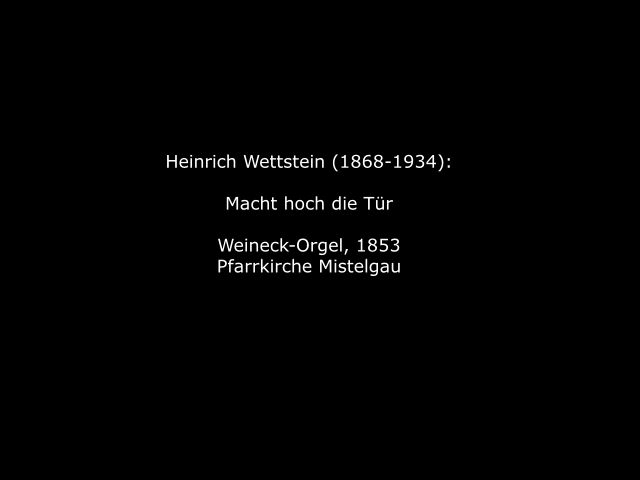 Heinrich Wettstein (1868-1934):
Macht hoch die Tür
Weineck-Orgel, 1853
Pfarrkirche Mistelgau